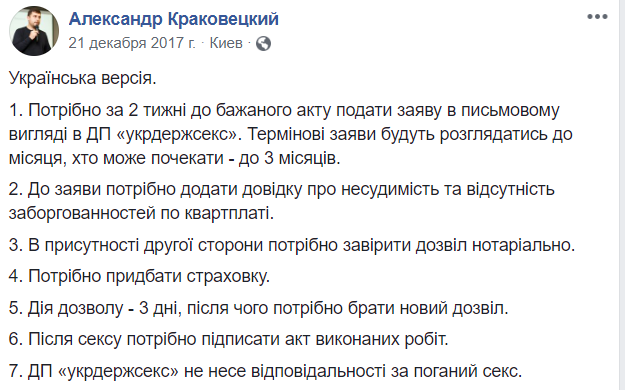 Александр Краковецкий
21 декабря 2017 г. · Киев ·
Українська версія.
1. Потрібно за 2 тижні до бажаного акту подати заяву в письмовому
вигляді в ДП «укрдержсекс». Термінові заяви будуть розглядатись до
місяця, хто може почекати - до 3 місяців.
2. До заяви потрібно додати довідку про несудимість та відсутність
заборгованностей по квартплаті.
3. В присутності другої сторони потрібно завірити дозвіл нотаріально.
4. Потрібно придбати страховку.
5. Дія дозволу - 3 дні, після чого потрібно брати новий дозвіл.
6. Після сексу потрібно підписати акт виконаних робіт.
7. ДП «укрдержсекс» не несе відповідальності за поганий секс.